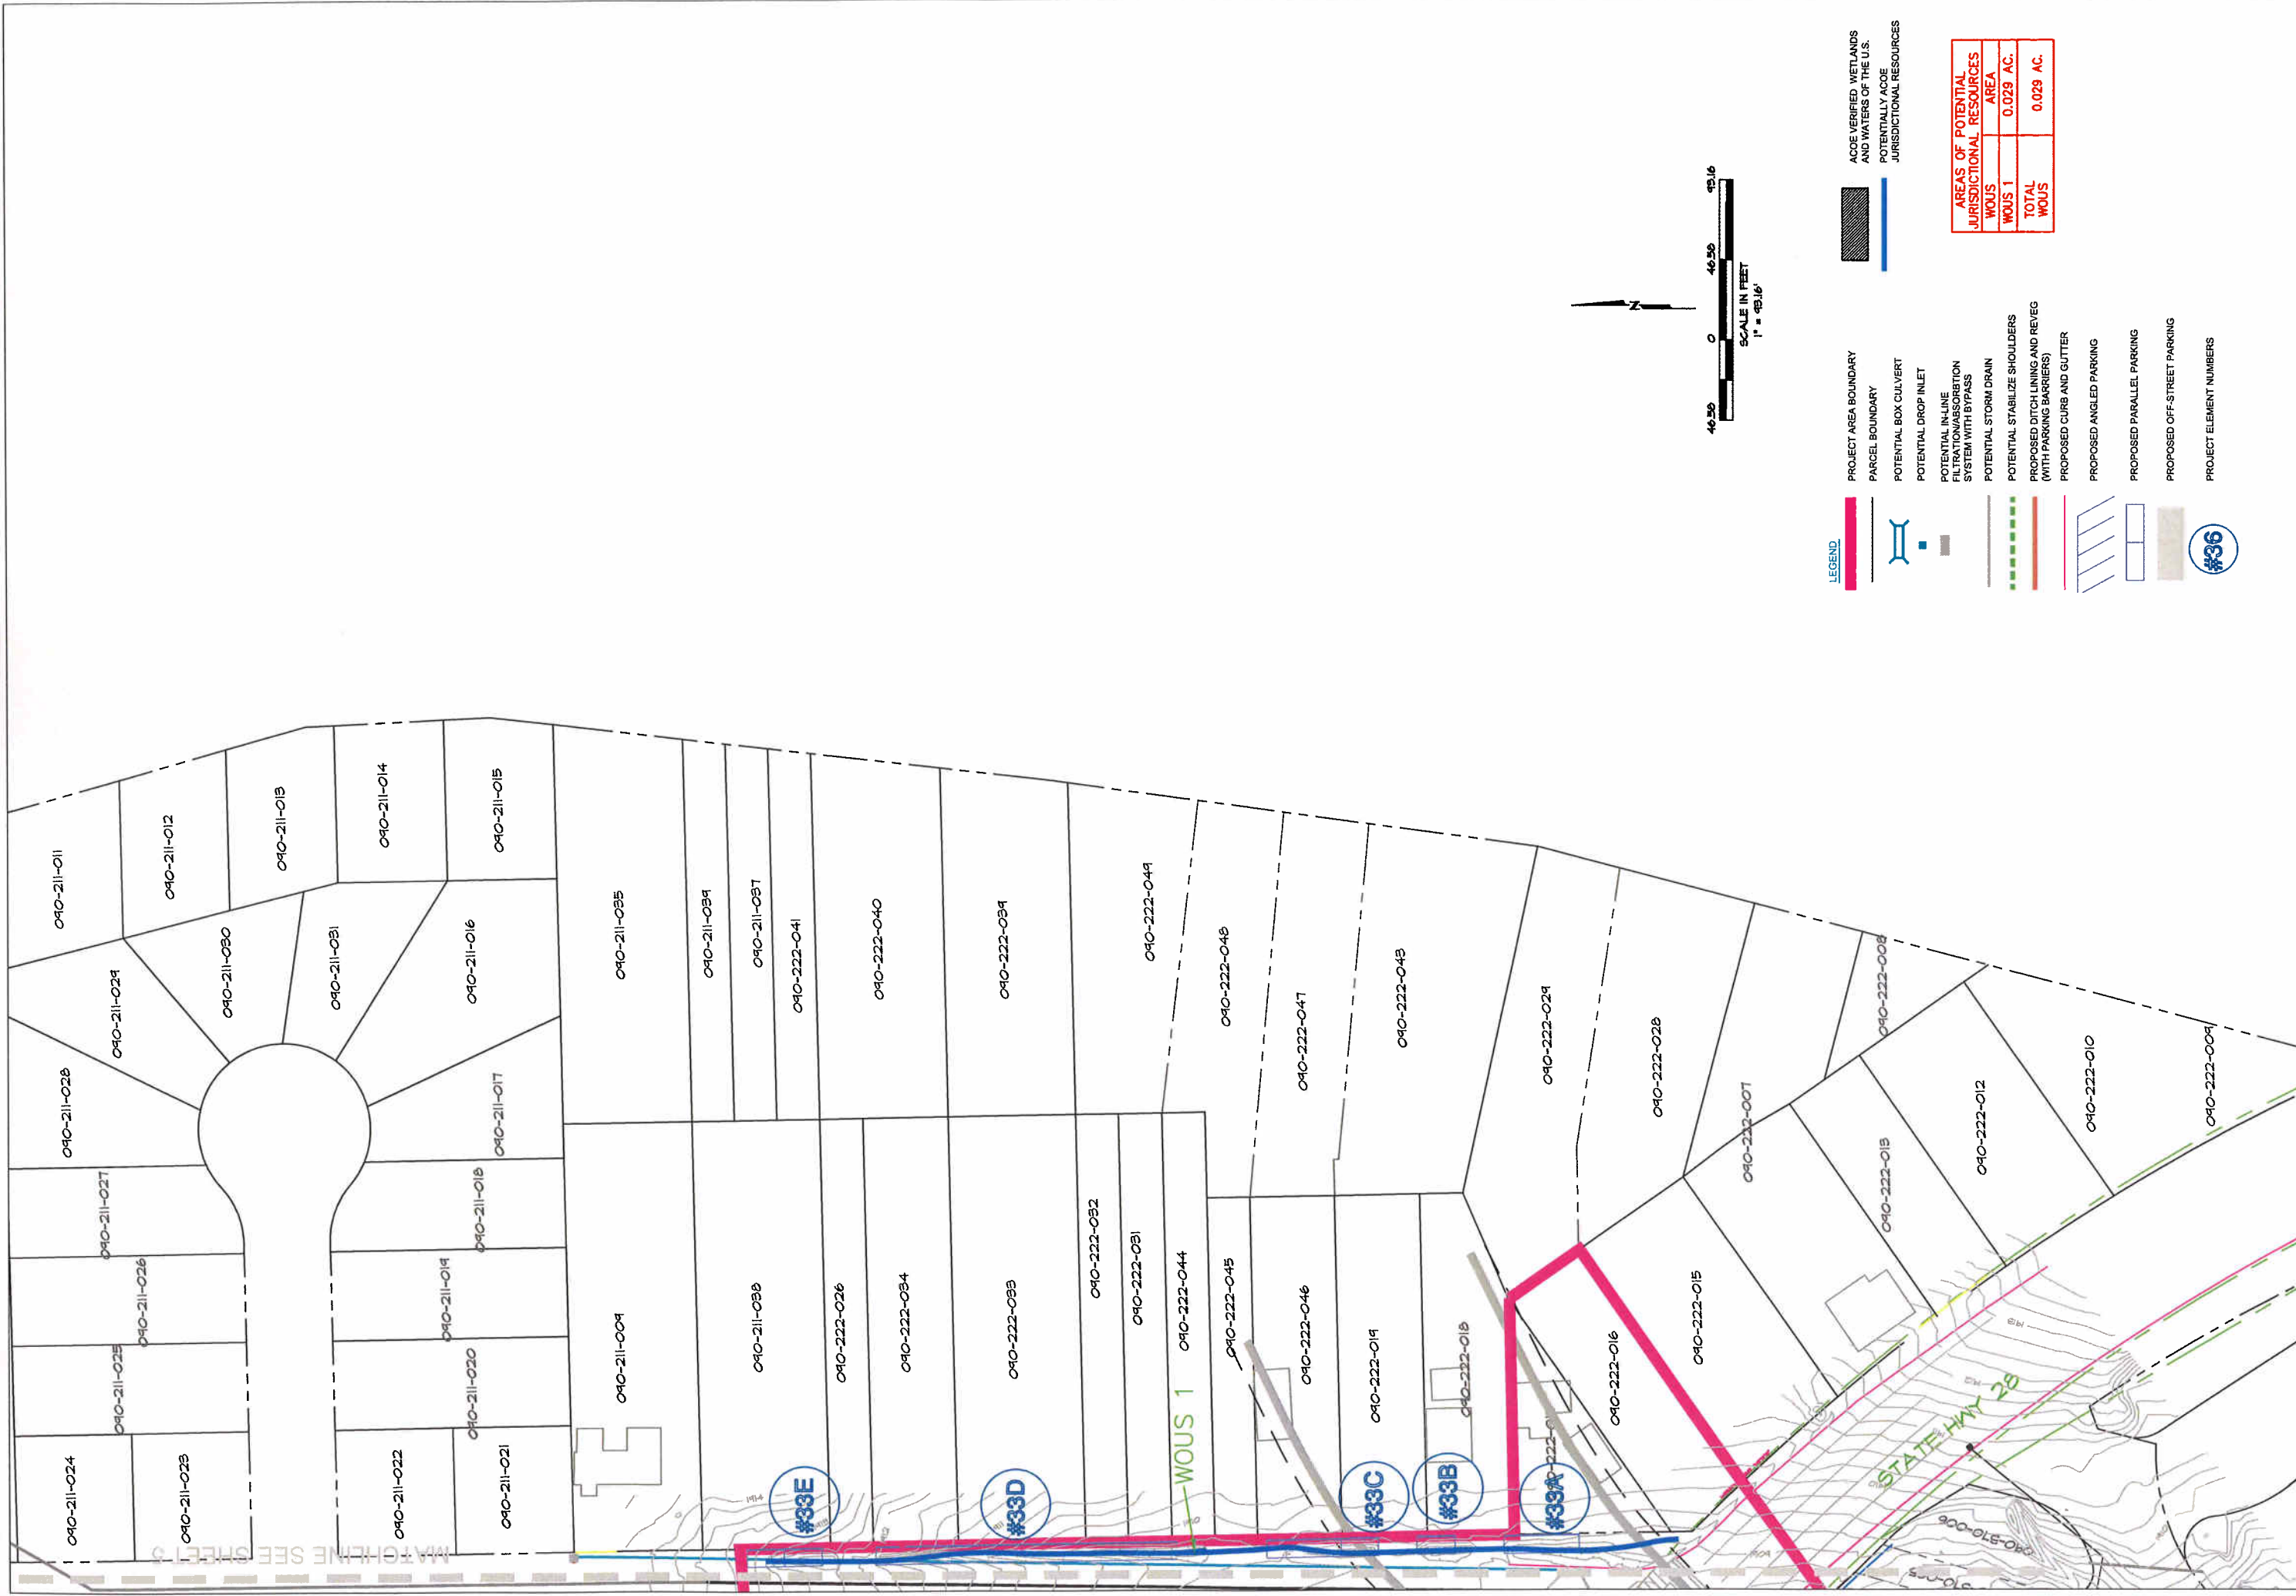 090-211-011
090-211-012
090-211-013
090-211-014
090-211-015
090-211-029
090-211-030
090-211-031
090-211-016
090-211-028
090-211-017
090-211-027
090-211-018
090-211-026
090-211-019
090-211-025
090-211-020
090-211-024
090-211-023
090-211-022
090-211-021
MATCHLINE SEE SHEET 3
090-211-035
090-211-039
090-211-037
090-222-041
090-222-040
090-222-039
090-222-049
090-222-048
090-222-047
090-222-043
090-222-029
090-222-028
090-222-008
090-222-007
090-222-013
090-222-012
090-222-010
090-222-009
090-211-009
090-211-038
090-222-026
090-222-034
090-222-033
090-222-032
090-222-031
090-222-044
090-222-045
090-222-046
090-222-019
090-222-018
090-222-016
090-222-015
WOUS 1
#33E
#33D
#33C
#33B
#33A
STATE HWY 28
090-370-006
N
46.58 0 46.58 93.16
SCALE IN FEET
1" = 93.16'
LEGEND
PROJECT AREA BOUNDARY
PARCEL BOUNDARY
POTENTIAL BOX CULVERT
POTENTIAL DROP INLET
POTENTIAL IN-LINE
FILTRATION/ABSORBTION
SYSTEM WITH BYPASS
POTENTIAL STORM DRAIN
POTENTIAL STABILIZE SHOULDERS
PROPOSED DITCH LINING AND REVEG
(WITH PARKING BARRIERS)
PROPOSED CURB AND GUTTER
PROPOSED ANGLED PARKING
PROPOSED PARALLEL PARKING
PROPOSED OFF-STREET PARKING
#36
PROJECT ELEMENT NUMBERS
ACOE VERIFIED WETLANDS
AND WATERS OF THE U.S.
POTENTIALLY ACOE
JURISDICTIONAL RESOURCES
AREAS OF POTENTIAL
JURISDICTIONAL RESOURCES
WOUS AREA
WOUS 1 0.029 AC.
TOTAL
WOUS 0.029 AC.